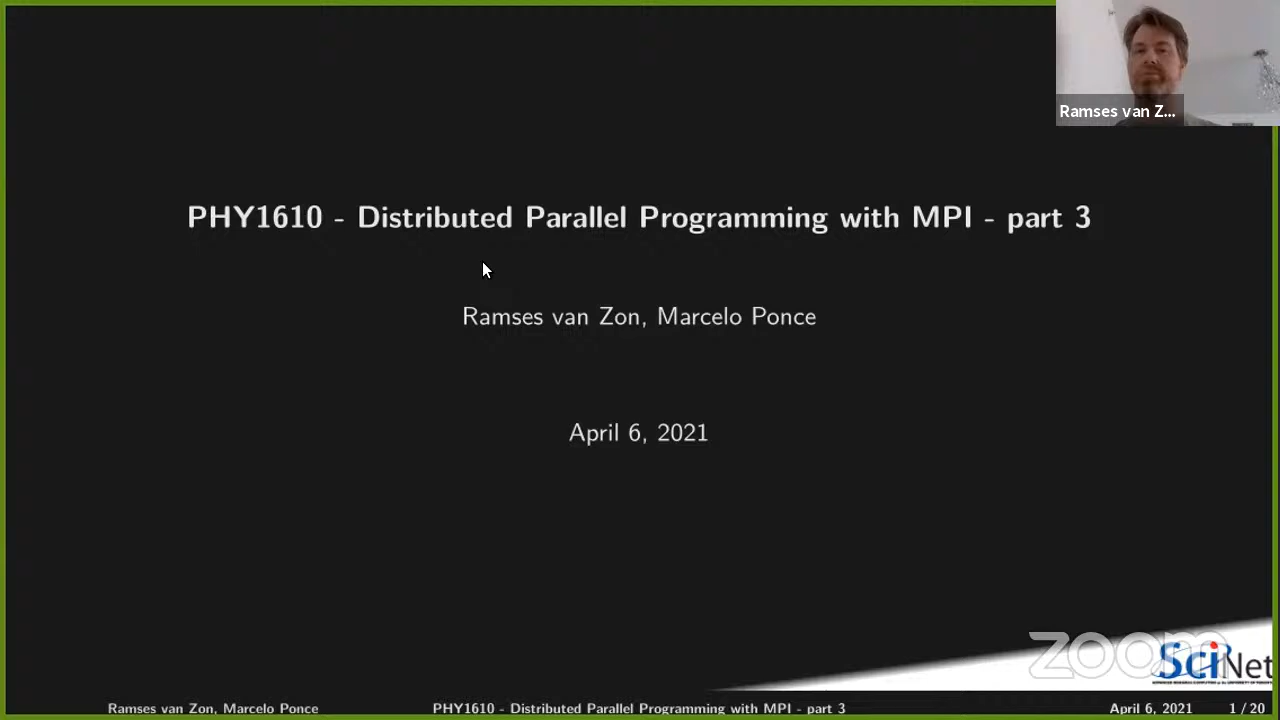 Ramses van Z...
PHY1610 - Distributed Parallel Programming with MPI - part 3
Ramses van Zon, Marcelo Ponce
April 6, 2021
zoom
SciNet
Ramses van Zon, Marcelo Ponce
PHY1610 - Distributed Parallel Programming with MPI - part 3
April 6, 2021
1 / 20